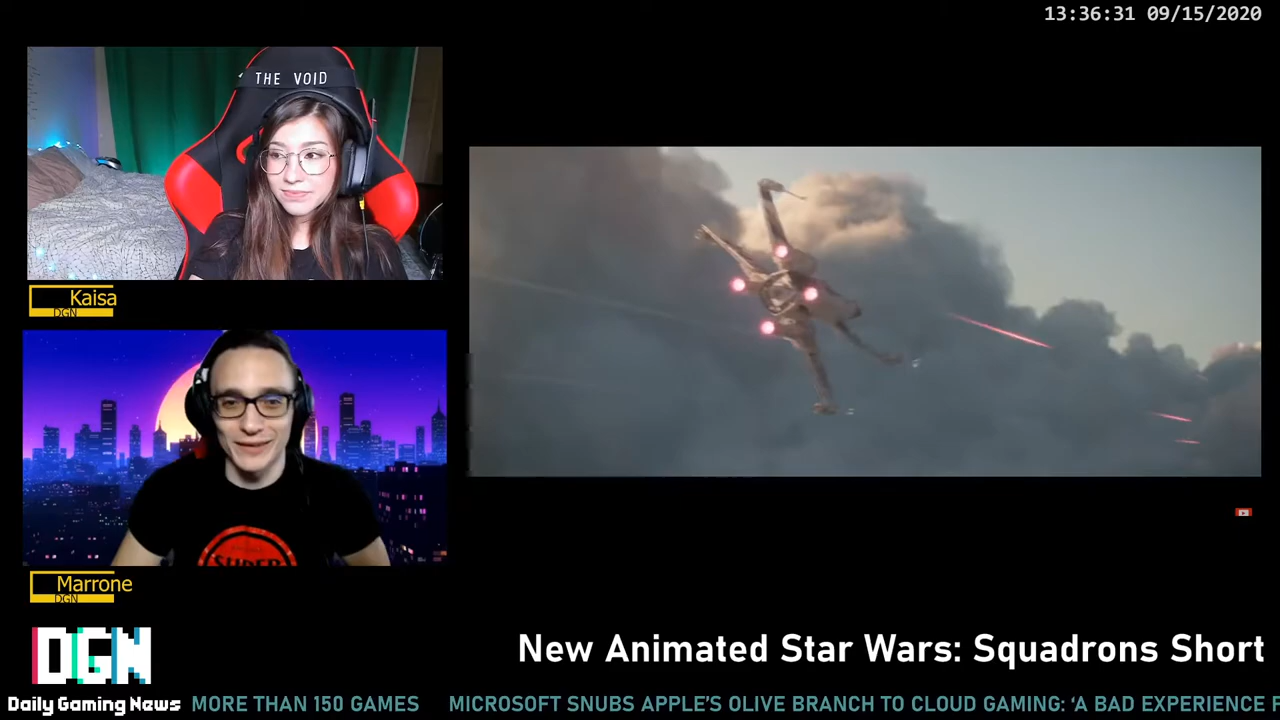 13:36:31 09/15/2020
THE VOID
Kaisa
DGN
Marrone
DGN
SUPER
DGN
New Animated Star Wars: Squadrons Short
Daily Gaming News
MORE THAN 150 GAMES MICROSOFT SNUBS APPLE'S OLIVE BRANCH TO CLOUD GAMING: 'A BAD EXPERIENCE F